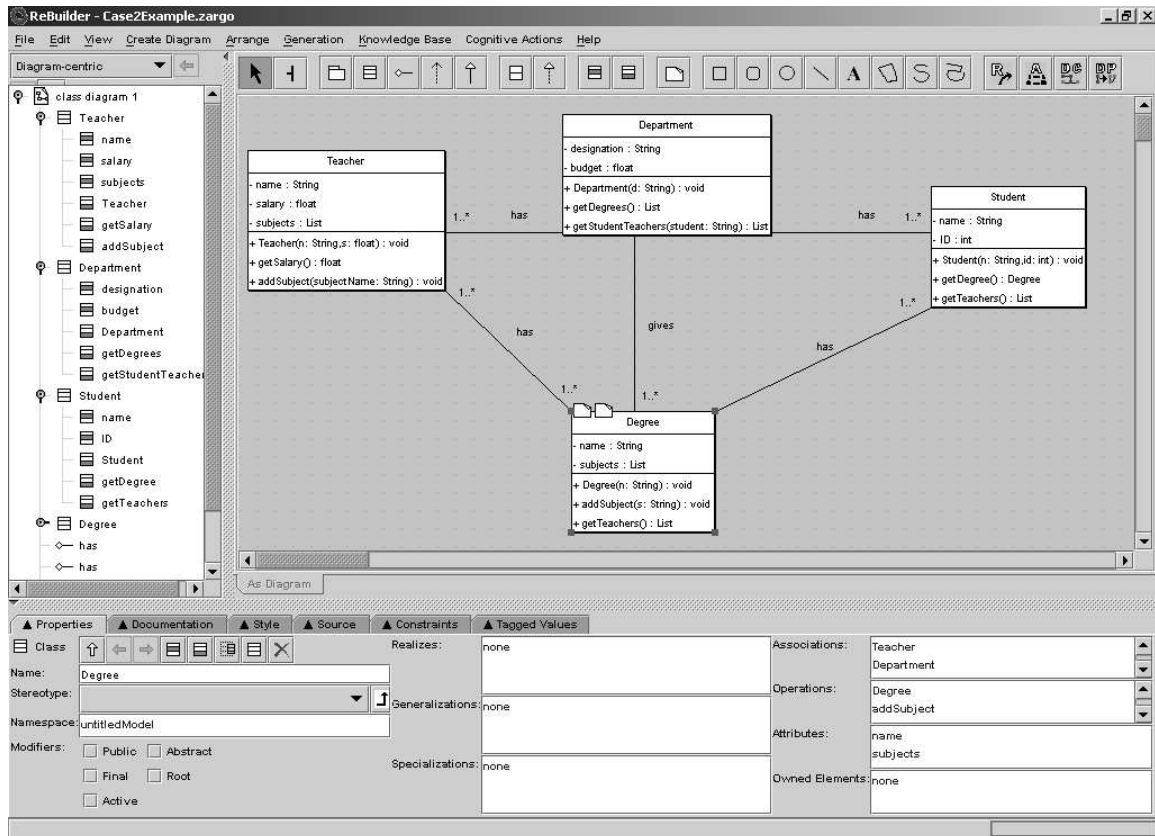 ReBuilder - Case2Example.zargo
File Edit View Create Diagram Arrange Generation Knowledge Base Cognitive Actions Help
Diagram-centric
class diagram 1
Teacher
name
salary
subjects
Teacher
getSalary
addSubject
Department
designation
budget
Department
getDegrees
getStudentTeacher
Student
name
ID
Student
getDegree
getTeachers
Degree
has
has
Teacher
- name : String
- salary : float
- subjects : List
+ Teacher(n: String,s: float) : void
+ getSalary() : float
+ addSubject(subjectName: String) : void
Department
- designation : String
- budget : float
+ Department(d: String) : void
+ getDegrees() : List
+ getStudentTeachers(student: String) : List
Student
- name : String
- ID : int
+ Student(n: String,id: int) : void
+ getDegree() : Degree
+ getTeachers() : List
1..* has
has 1..*
1..*
has
1..*
gives
1..*
has
1..*
Degree
- name : String
- subjects : List
+ Degree(n: String) : void
+ addSubject(s: String) : void
+ getTeachers() : List
As Diagram
Properties Documentation Style Source Constraints Tagged Values
Class
Name: Degree
Stereotype:
Namespace: untitledModel
Modifiers: Public Abstract
Final Root
Active
Realizes: none
Generalizations: none
Specializations: none
Associations: Teacher
Department
Operations: Degree
addSubject
Attributes: name
subjects
Owned Elements: none